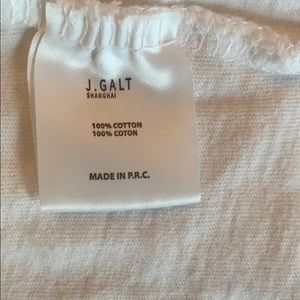 J.GALT
SHANGHAI
100% COTTON
100% COTON
MADE IN P.R.C.